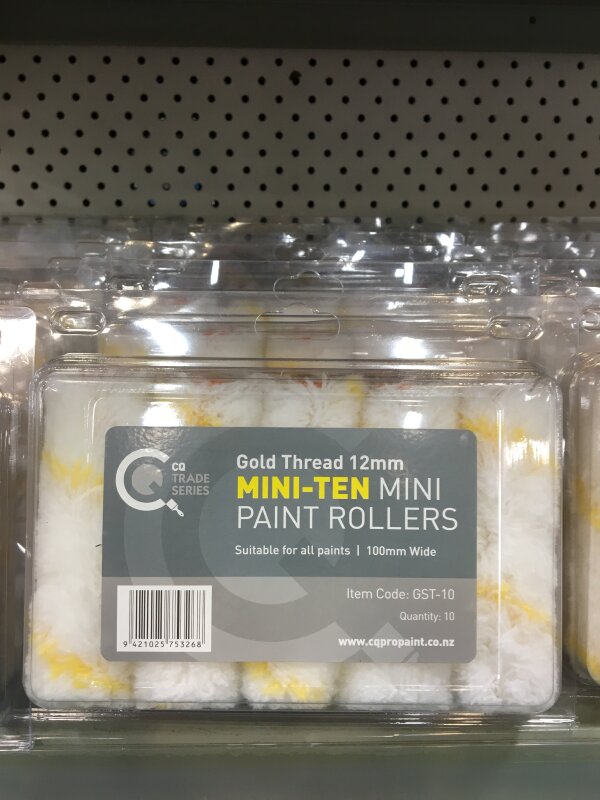 CQ
TRADE
SERIES
Gold Thread 12mm
MINI-TEN MINI
PAINT ROLLERS
Suitable for all paints | 100mm Wide
Item Code: GST-10
Quantity: 10
www.cqpropaint.co.nz
9 421025 753268